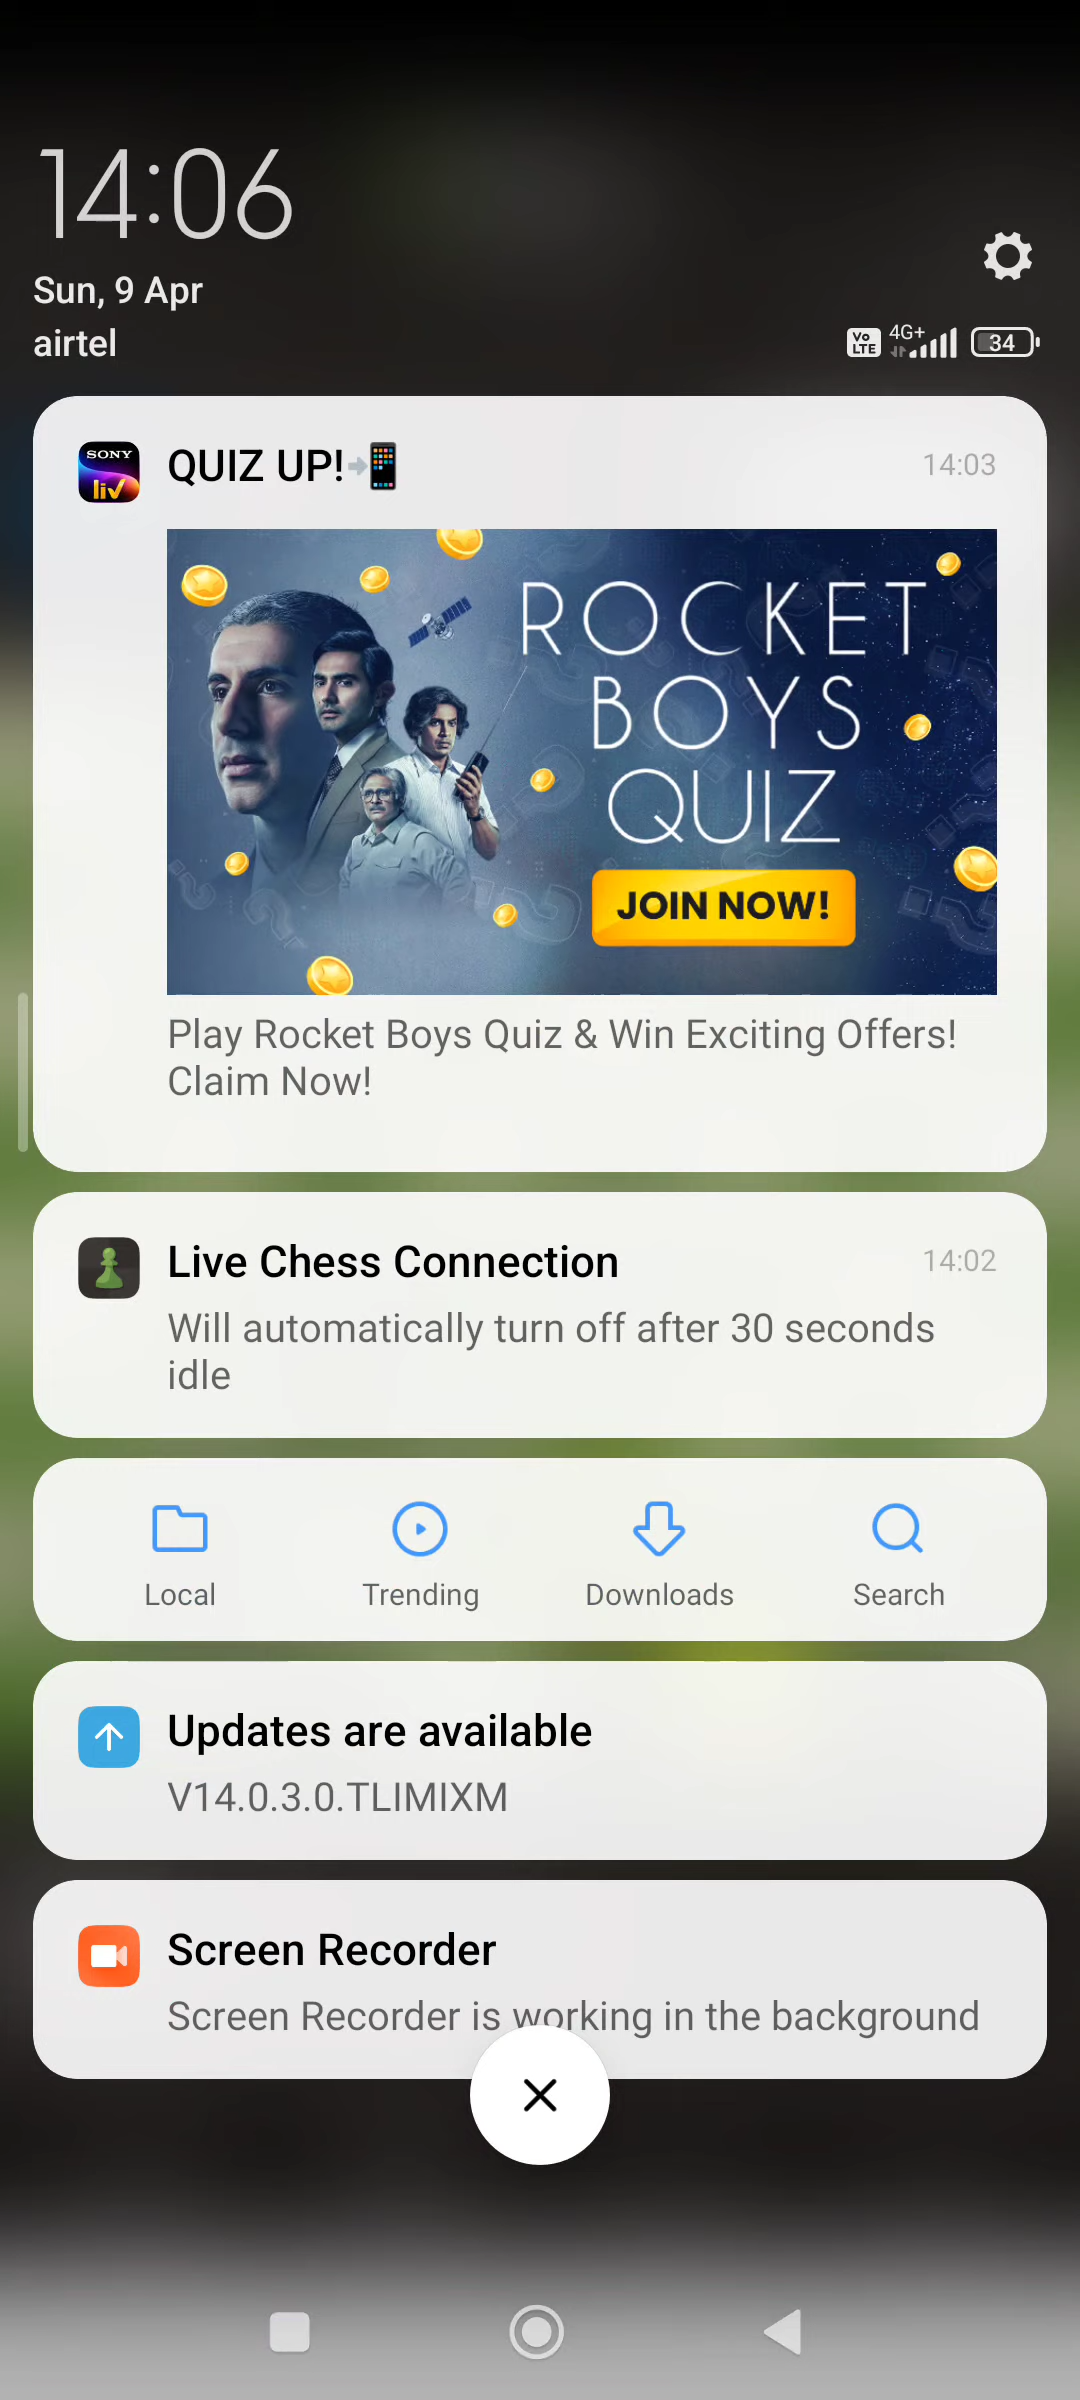 14:06
Sun, 9 Apr
airtel
Vo LTE 4G+ 34
SONY liv
QUIZ UP! 14:03
ROCKET
BOYS
QUIZ
JOIN NOW!
Play Rocket Boys Quiz & Win Exciting Offers!
Claim Now!
Live Chess Connection 14:02
Will automatically turn off after 30 seconds
idle
Local Trending Downloads Search
Updates are available
V14.0.3.0.TLIMIXM
Screen Recorder
Screen Recorder is working in the background